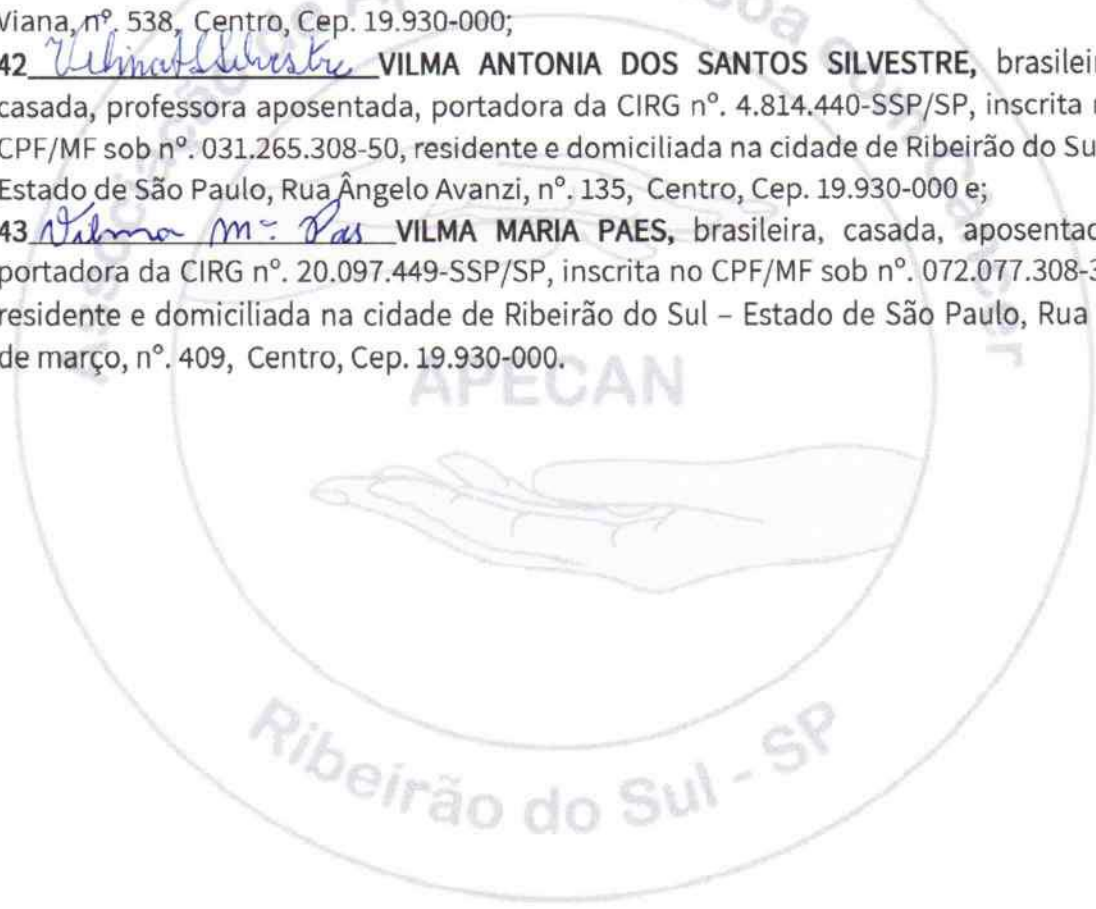 Viana, nº. 538, Centro, Cep. 19.930-000;
42 VilmaASSilvestre VILMA ANTONIA DOS SANTOS SILVESTRE, brasileir
casada, professora aposentada, portadora da CIRG nº. 4.814.440-SSP/SP, inscrita
CPF/MF sob nº. 031.265.308-50, residente e domiciliada na cidade de Ribeirão do Su
Estado de São Paulo, Rua Ângelo Avanzi, nº. 135, Centro, Cep. 19.930-000 e;
43 Vilma Mª Paes VILMA MARIA PAES, brasileira, casada, aposentad
portadora da CIRG nº. 20.097.449-SSP/SP, inscrita no CPF/MF sob nº. 072.077.308-3
residente e domiciliada na cidade de Ribeirão do Sul – Estado de São Paulo, Rua
de março, nº. 409, Centro, Cep. 19.930-000.
APECAN
Ribeirão do Sul - SP